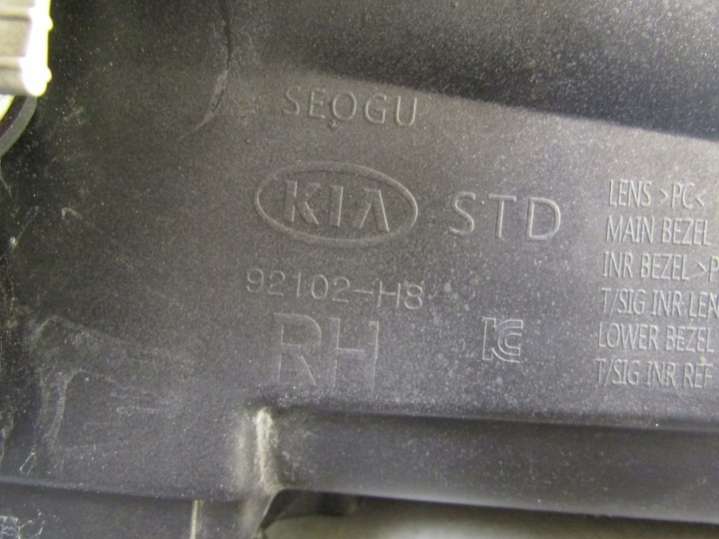 SEOGU
KIA STD
92102-H8
RH
LENS >PC<
MAIN BEZEL
INR BEZEL >P
T/SIG INR LEN
LOWER BEZEL
T/SIG INR REF